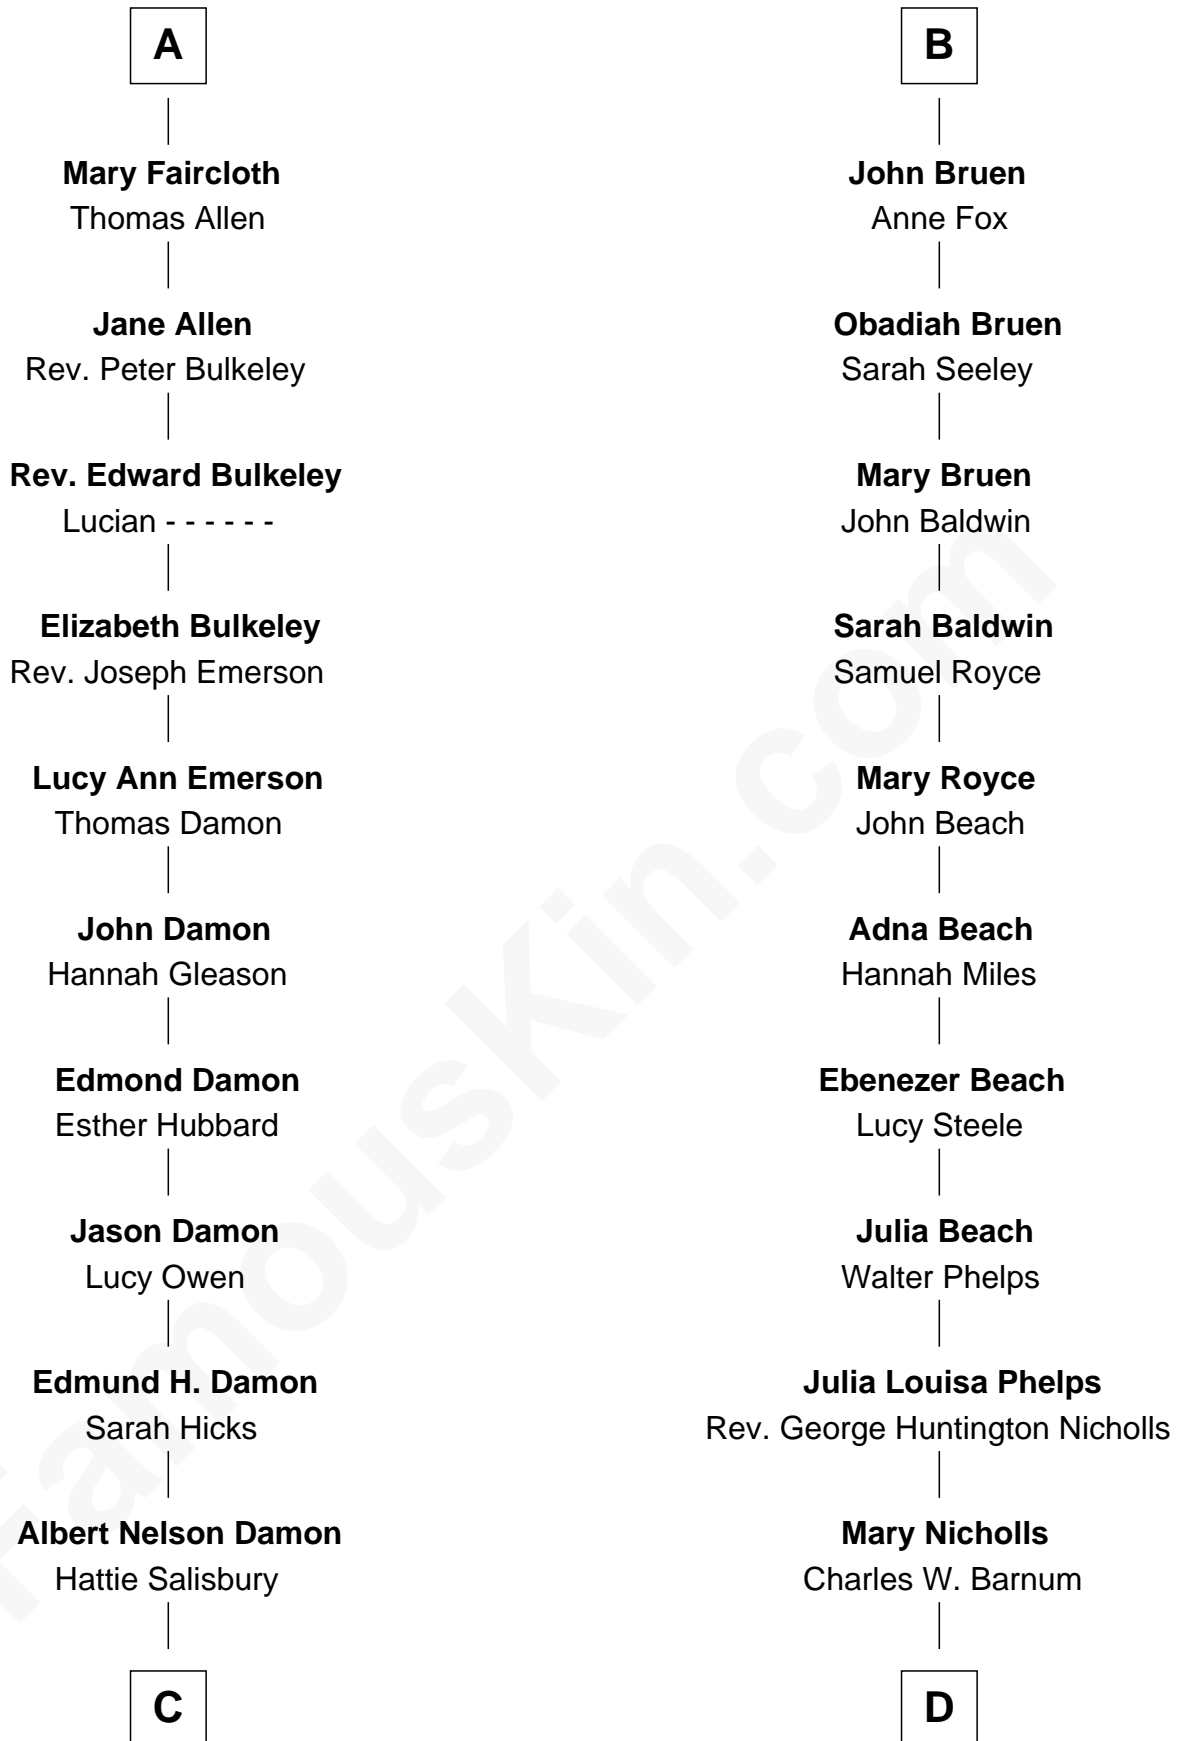 A
Mary Faircloth
Thomas Allen
Jane Allen
Rev. Peter Bulkeley
Rev. Edward Bulkeley
Lucian - - - - - -
Elizabeth Bulkeley
Rev. Joseph Emerson
Lucy Ann Emerson
Thomas Damon
John Damon
Hannah Gleason
Edmond Damon
Esther Hubbard
Jason Damon
Lucy Owen
Edmund H. Damon
Sarah Hicks
Albert Nelson Damon
Hattie Salisbury
C
B
John Bruen
Anne Fox
Obadiah Bruen
Sarah Seeley
Mary Bruen
John Baldwin
Sarah Baldwin
Samuel Royce
Mary Royce
John Beach
Adna Beach
Hannah Miles
Ebenezer Beach
Lucy Steele
Julia Beach
Walter Phelps
Julia Louisa Phelps
Rev. George Huntington Nicholls
Mary Nicholls
Charles W. Barnum
D
FamousKin.com